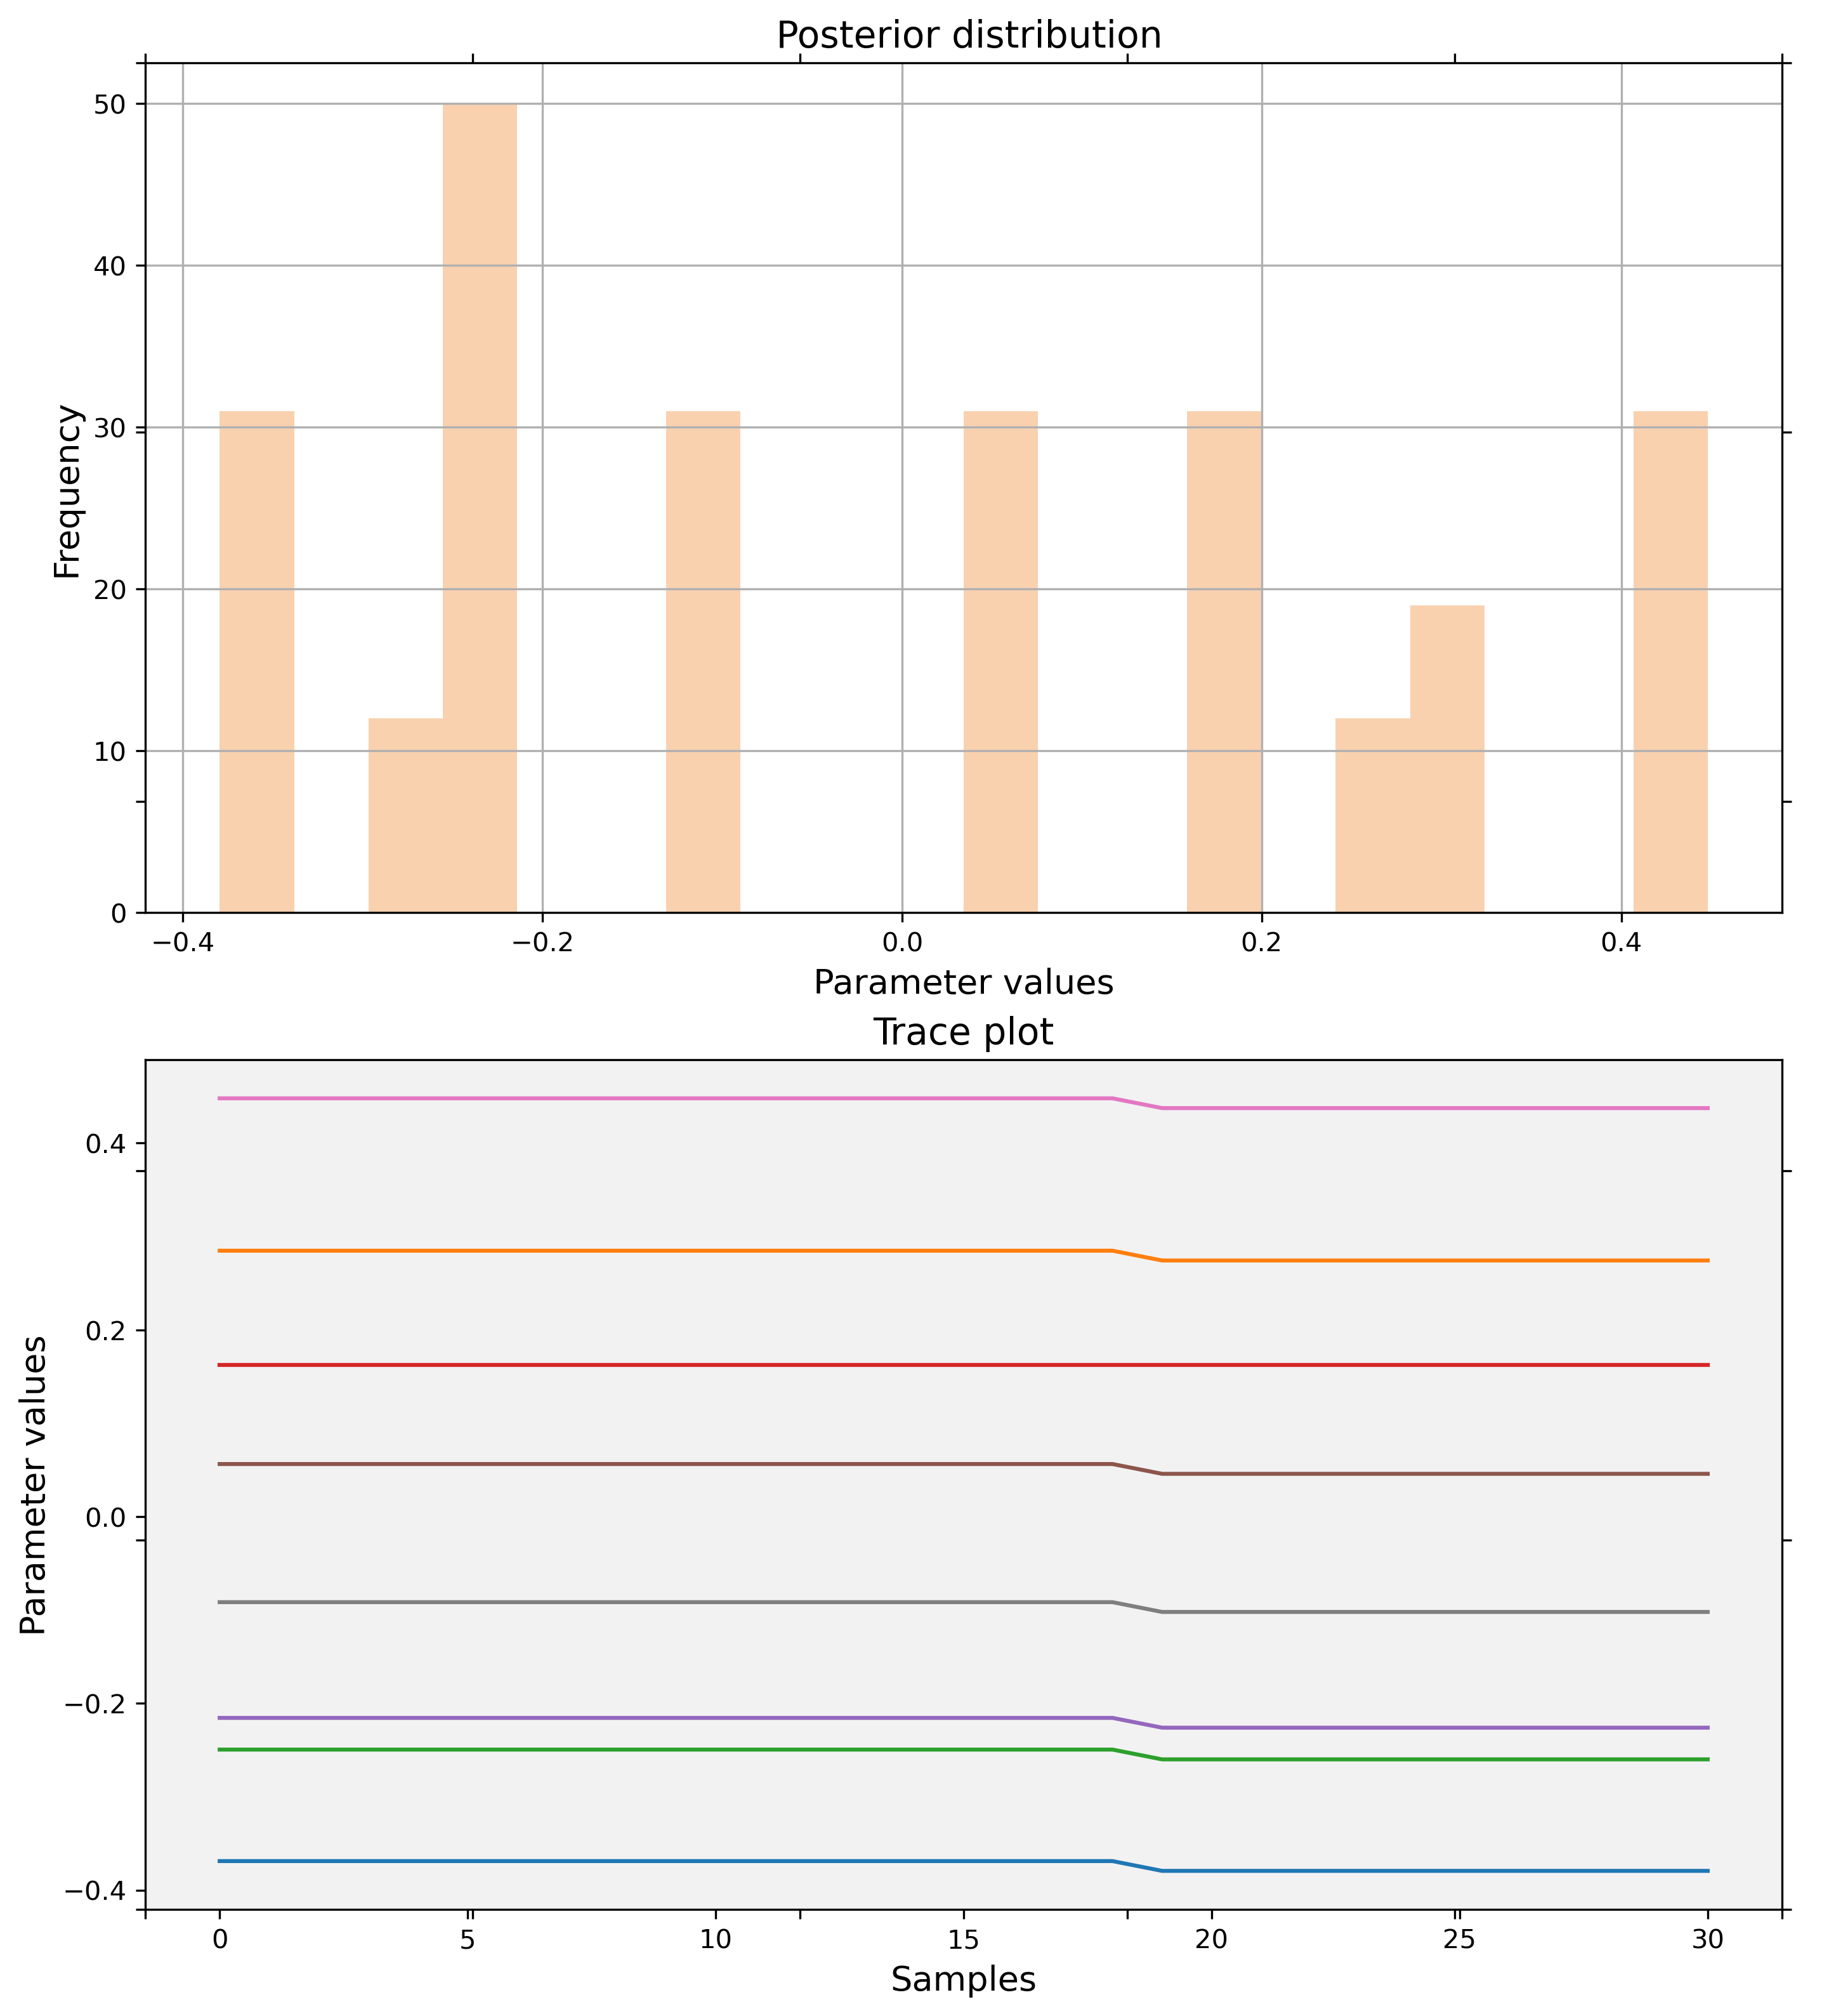 Posterior distribution
50
40
30
20
10
0
Frequency
−0.4 −0.2 0.0 0.2 0.4
Parameter values
Trace plot
0.4
0.2
0.0
−0.2
−0.4
Parameter values
0 5 10 15 20 25 30
Samples